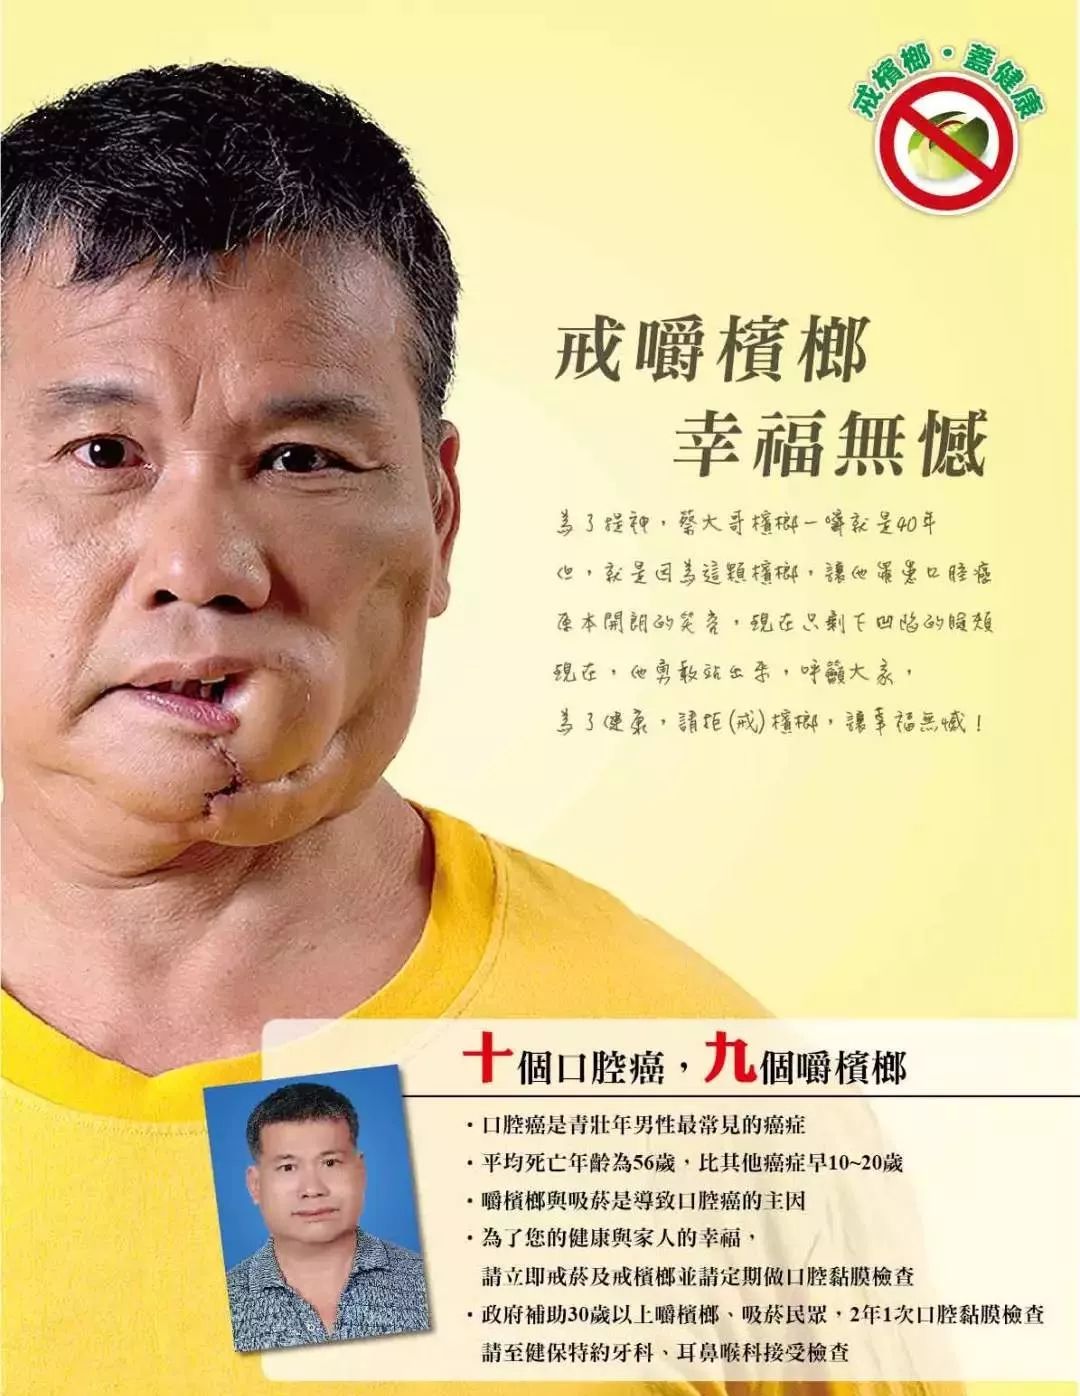 戒檳榔・蓋健康
戒嚼檳榔
幸福無憾
為了提神，蔡大哥檳榔一嚼就是40年
但，就是因為這顆檳榔，讓他罹患口腔癌
原本開朗的笑容，現在只剩下凹陷的臉頰
現在，他勇敢站出來，呼籲大家，
為了健康，請拒(戒)檳榔，讓幸福無憾！
十個口腔癌，九個嚼檳榔
・口腔癌是青壯年男性最常見的癌症
・平均死亡年齡為56歲，比其他癌症早10~20歲
・嚼檳榔與吸菸是導致口腔癌的主因
・為了您的健康與家人的幸福，
請立即戒菸及戒檳榔並請定期做口腔黏膜檢查
・政府補助30歲以上嚼檳榔、吸菸民眾，2年1次口腔黏膜檢查
請至健保特約牙科、耳鼻喉科接受檢查